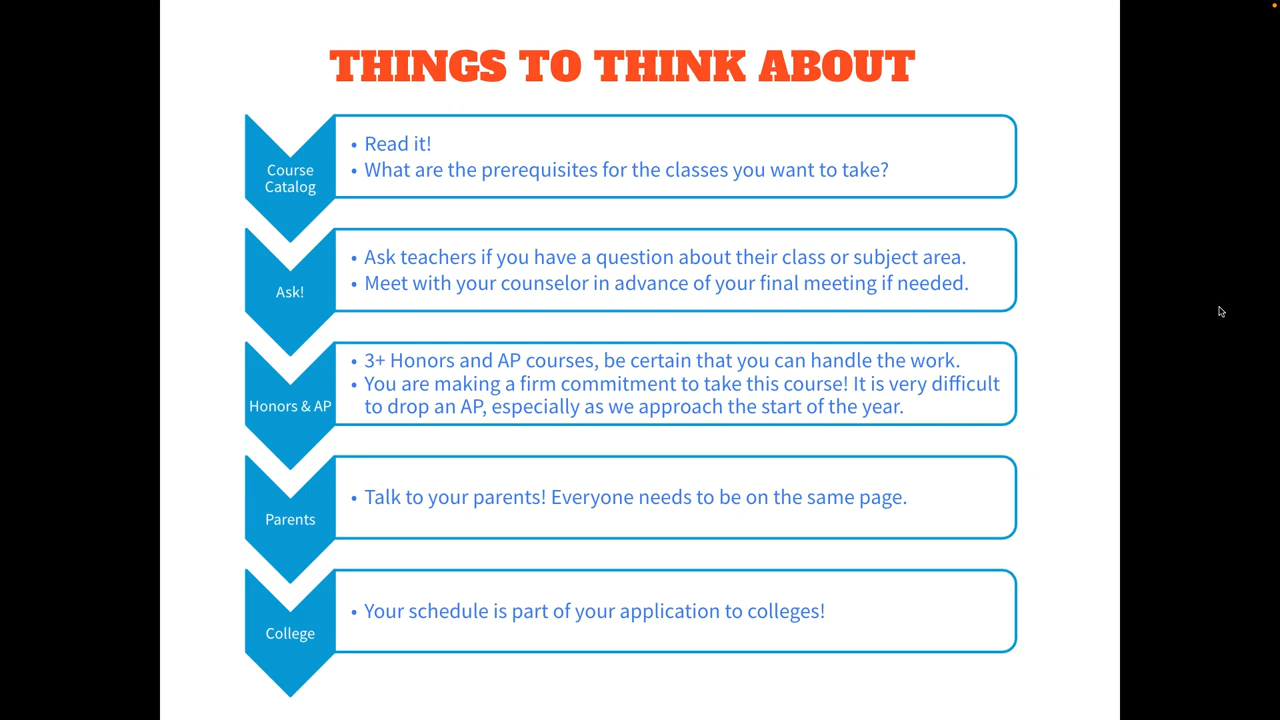 THINGS TO THINK ABOUT
Course
Catalog
• Read it!
• What are the prerequisites for the classes you want to take?
Ask!
• Ask teachers if you have a question about their class or subject area.
• Meet with your counselor in advance of your final meeting if needed.
Honors & AP
• 3+ Honors and AP courses, be certain that you can handle the work.
• You are making a firm commitment to take this course! It is very difficult
to drop an AP, especially as we approach the start of the year.
Parents
• Talk to your parents! Everyone needs to be on the same page.
College
• Your schedule is part of your application to colleges!